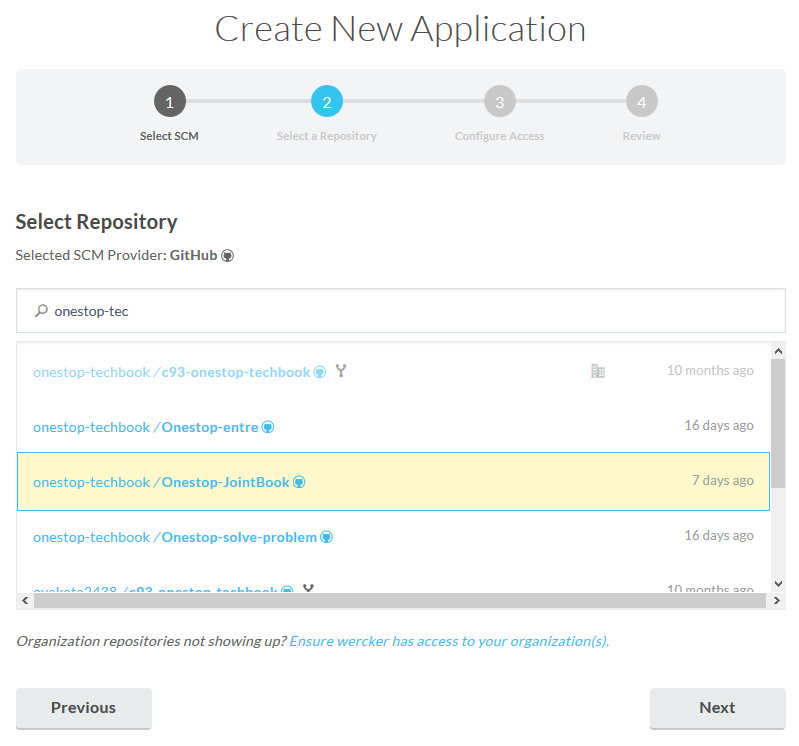 Create New Application
1 2 3 4
Select SCM Select a Repository Configure Access Review
Select Repository
Selected SCM Provider: GitHub
onestop-tec
onestop-techbook /c93-onestop-techbook 10 months ago
onestop-techbook /Onestop-entre 16 days ago
onestop-techbook /Onestop-JointBook 7 days ago
onestop-techbook /Onestop-solve-problem 16 days ago
oyakata2438 /c93-onestop-techbook 10 months ago
Organization repositories not showing up? Ensure wercker has access to your organization(s).
Previous Next